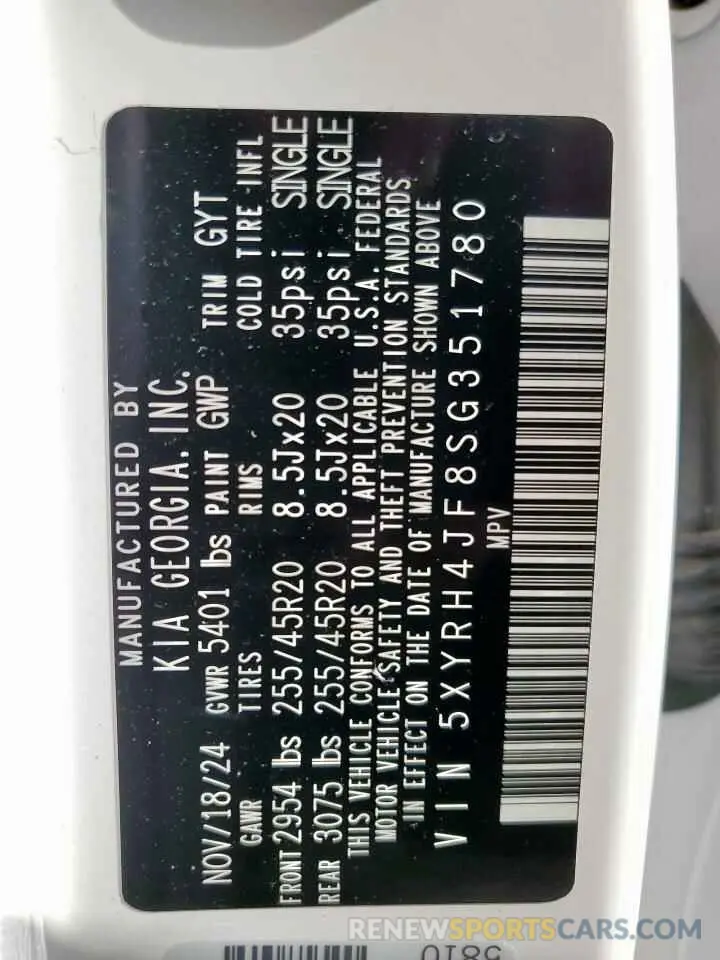 MANUFACTURED BY
KIA GEORGIA, INC.
NOV/18/24 GVWR 5401 lbs PAINT GWP TRIM GYT
GAWR TIRES RIMS COLD TIRE INFL
FRONT 2954 lbs 255/45R20 8.5Jx20 35psi SINGLE
REAR 3075 lbs 255/45R20 8.5Jx20 35psi SINGLE
THIS VEHICLE CONFORMS TO ALL APPLICABLE U.S.A. FEDERAL
MOTOR VEHICLE SAFETY AND THEFT PREVENTION STANDARDS
IN EFFECT ON THE DATE OF MANUFACTURE SHOWN ABOVE
VIN 5XYRH4JF8SG351780
MPV
5810
RENEWSPORTSCARS.COM